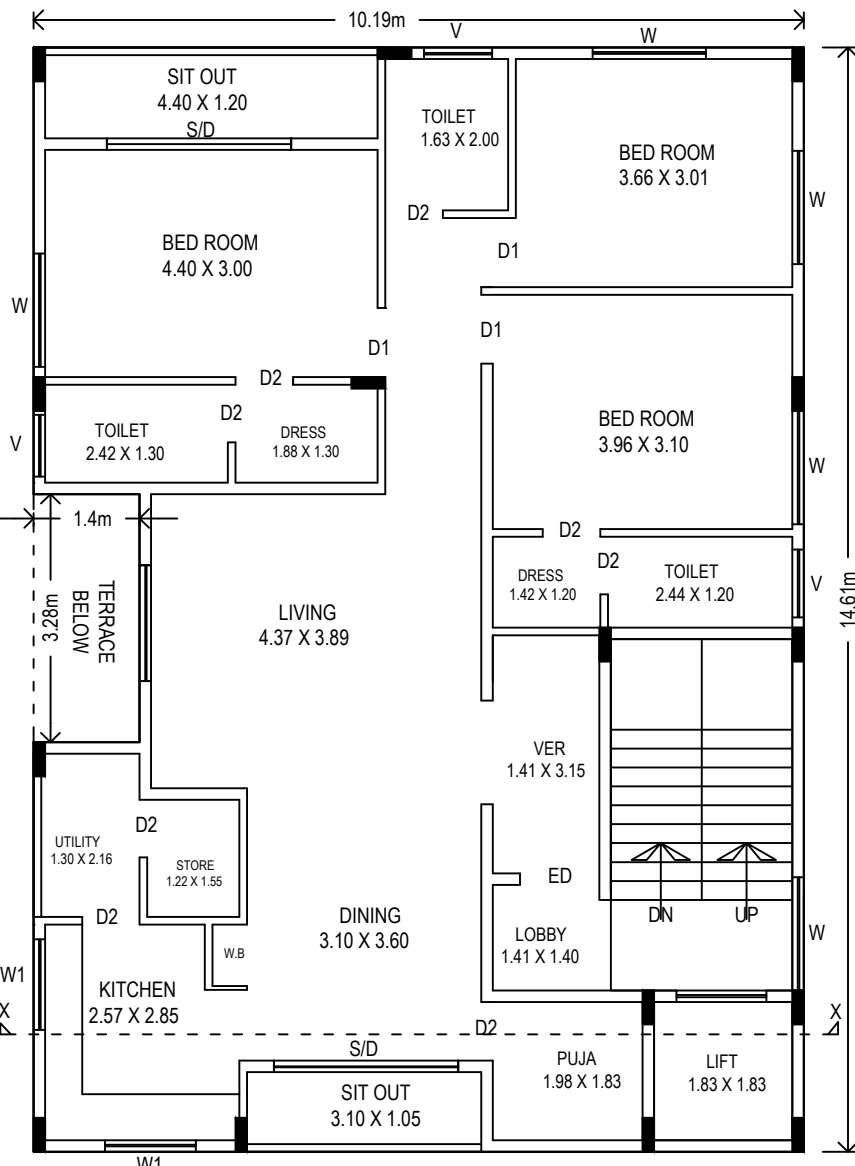 10.19m
V
W
SIT OUT
4.40 X 1.20
S/D
TOILET
1.63 X 2.00
BED ROOM
3.66 X 3.01
W
D2
BED ROOM
4.40 X 3.00
D1
W
D1
D1
D2
D2
TOILET
2.42 X 1.30
DRESS
1.88 X 1.30
V
BED ROOM
3.96 X 3.10
W
1.4m
D2
D2
DRESS
1.42 X 1.20
TOILET
2.44 X 1.20
V
14.61m
3.28m
TERRACE
BELOW
LIVING
4.37 X 3.89
VER
1.41 X 3.15
D2
UTILITY
1.30 X 2.16
STORE
1.22 X 1.55
ED
D2
DINING
3.10 X 3.60
DN
UP
LOBBY
1.41 X 1.40
W
W.B
W1
KITCHEN
2.57 X 2.85
X
X
D2
S/D
PUJA
1.98 X 1.83
LIFT
1.83 X 1.83
SIT OUT
3.10 X 1.05
W1